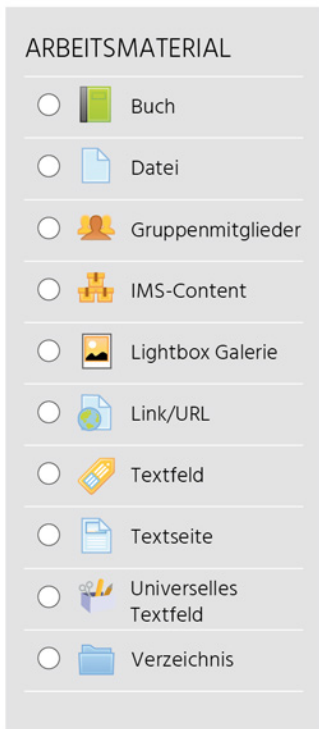 ARBEITSMATERIAL
Buch
Datei
Gruppenmitglieder
IMS-Content
Lightbox Galerie
Link/URL
Textfeld
Textseite
Universelles
Textfeld
Verzeichnis